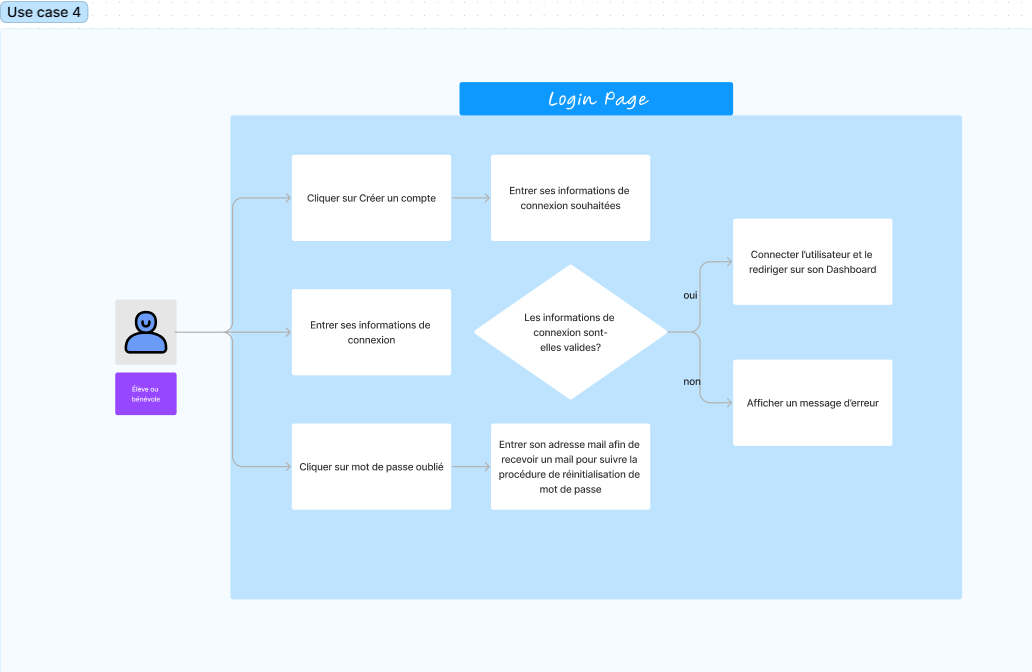 Use case 4
Login Page
Cliquer sur Créer un compte
Entrer ses informations de
connexion souhaitées
Connecter l'utilisateur et le
rediriger sur son Dashboard
oui
Entrer ses informations de
connexion
Les informations de
connexion sont-
elles valides?
non
Afficher un message d'erreur
Élève ou
bénévole
Cliquer sur mot de passe oublié
Entrer son adresse mail afin de
recevoir un mail pour suivre la
procédure de réinitialisation de
mot de passe